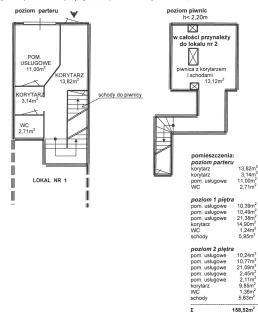 poziom parteru
POM.
USŁUGOWE
11,00m²
KORYTARZ
13,82m²
KORYTARZ
3,14m²
WC
2,71m²
schody do piwnicy
LOKAL NR 1
poziom piwnic
h< 2,20m
w całości przynależy
do lokalu nr 2
piwnica z korytarzem
i schodami
13,12m²
pomieszczenia:
poziom parteru
korytarz 13,82m²
korytarz 3,14m²
pom. usługowe 11,00m²
WC 2,71m²
poziom 1 piętra
pom. usługowe 10,39m²
pom. usługowe 10,49m²
pom. usługowe 21,38m²
korytarz 14,90m²
WC 1,24m²
schody 5,95m²
poziom 2 piętra
pom. usługowe 10,24m²
pom. usługowe 10,77m²
pom. usługowe 21,09m²
pom. usługowe 2,45m²
pom. usługowe 2,11m²
korytarz 9,85m²
WC 1,36m²
schody 5,63m²
Σ 158,52m²